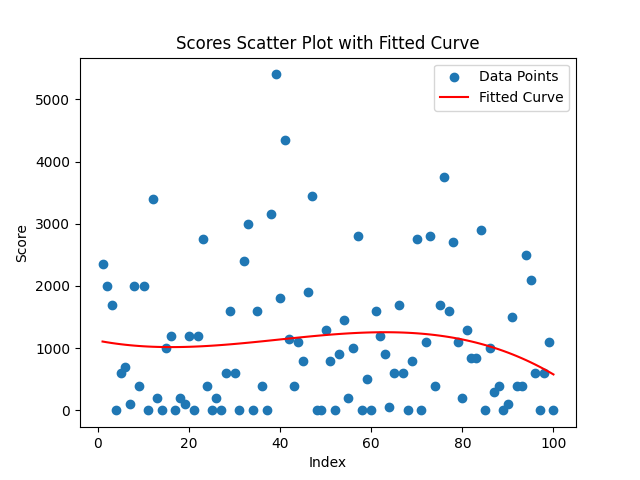 Scores Scatter Plot with Fitted Curve
Data Points
Fitted Curve
Score
5000
4000
3000
2000
1000
0
0 20 40 60 80 100
Index